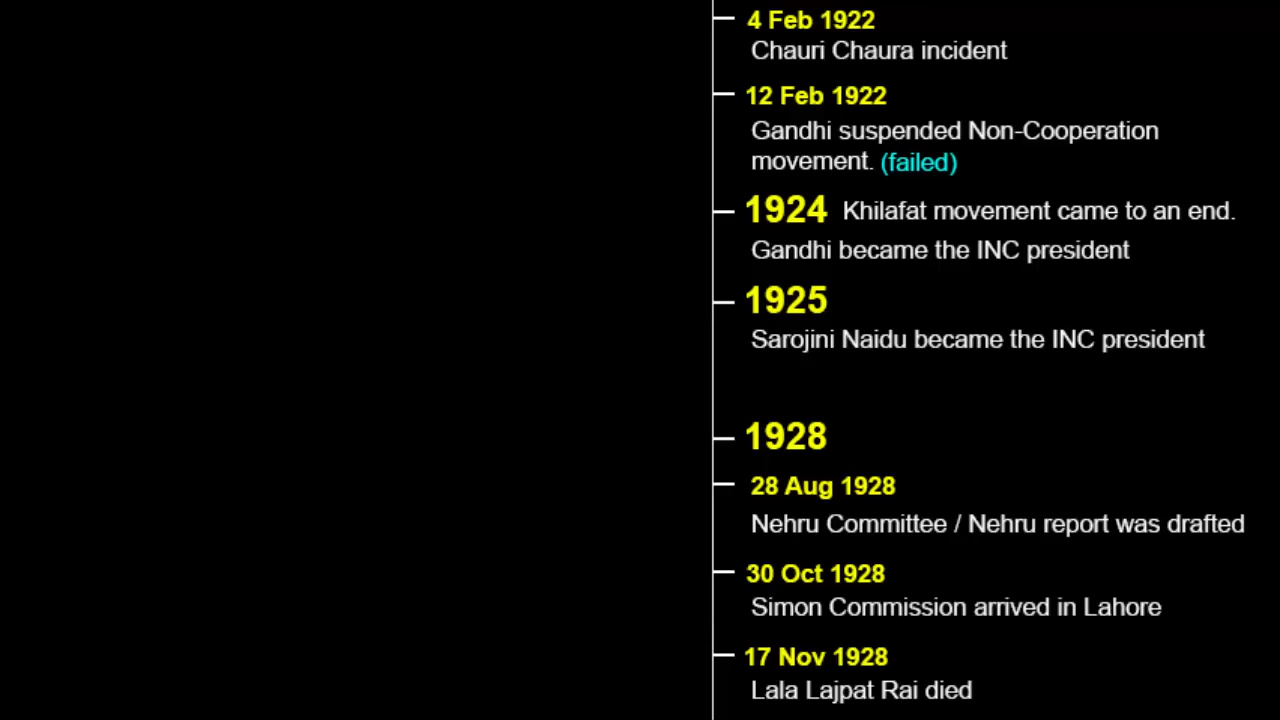 4 Feb 1922
Chauri Chaura incident
12 Feb 1922
Gandhi suspended Non-Cooperation
movement. (failed)
1924 Khilafat movement came to an end.
Gandhi became the INC president
1925
Sarojini Naidu became the INC president
1928
28 Aug 1928
Nehru Committee / Nehru report was drafted
30 Oct 1928
Simon Commission arrived in Lahore
17 Nov 1928
Lala Lajpat Rai died